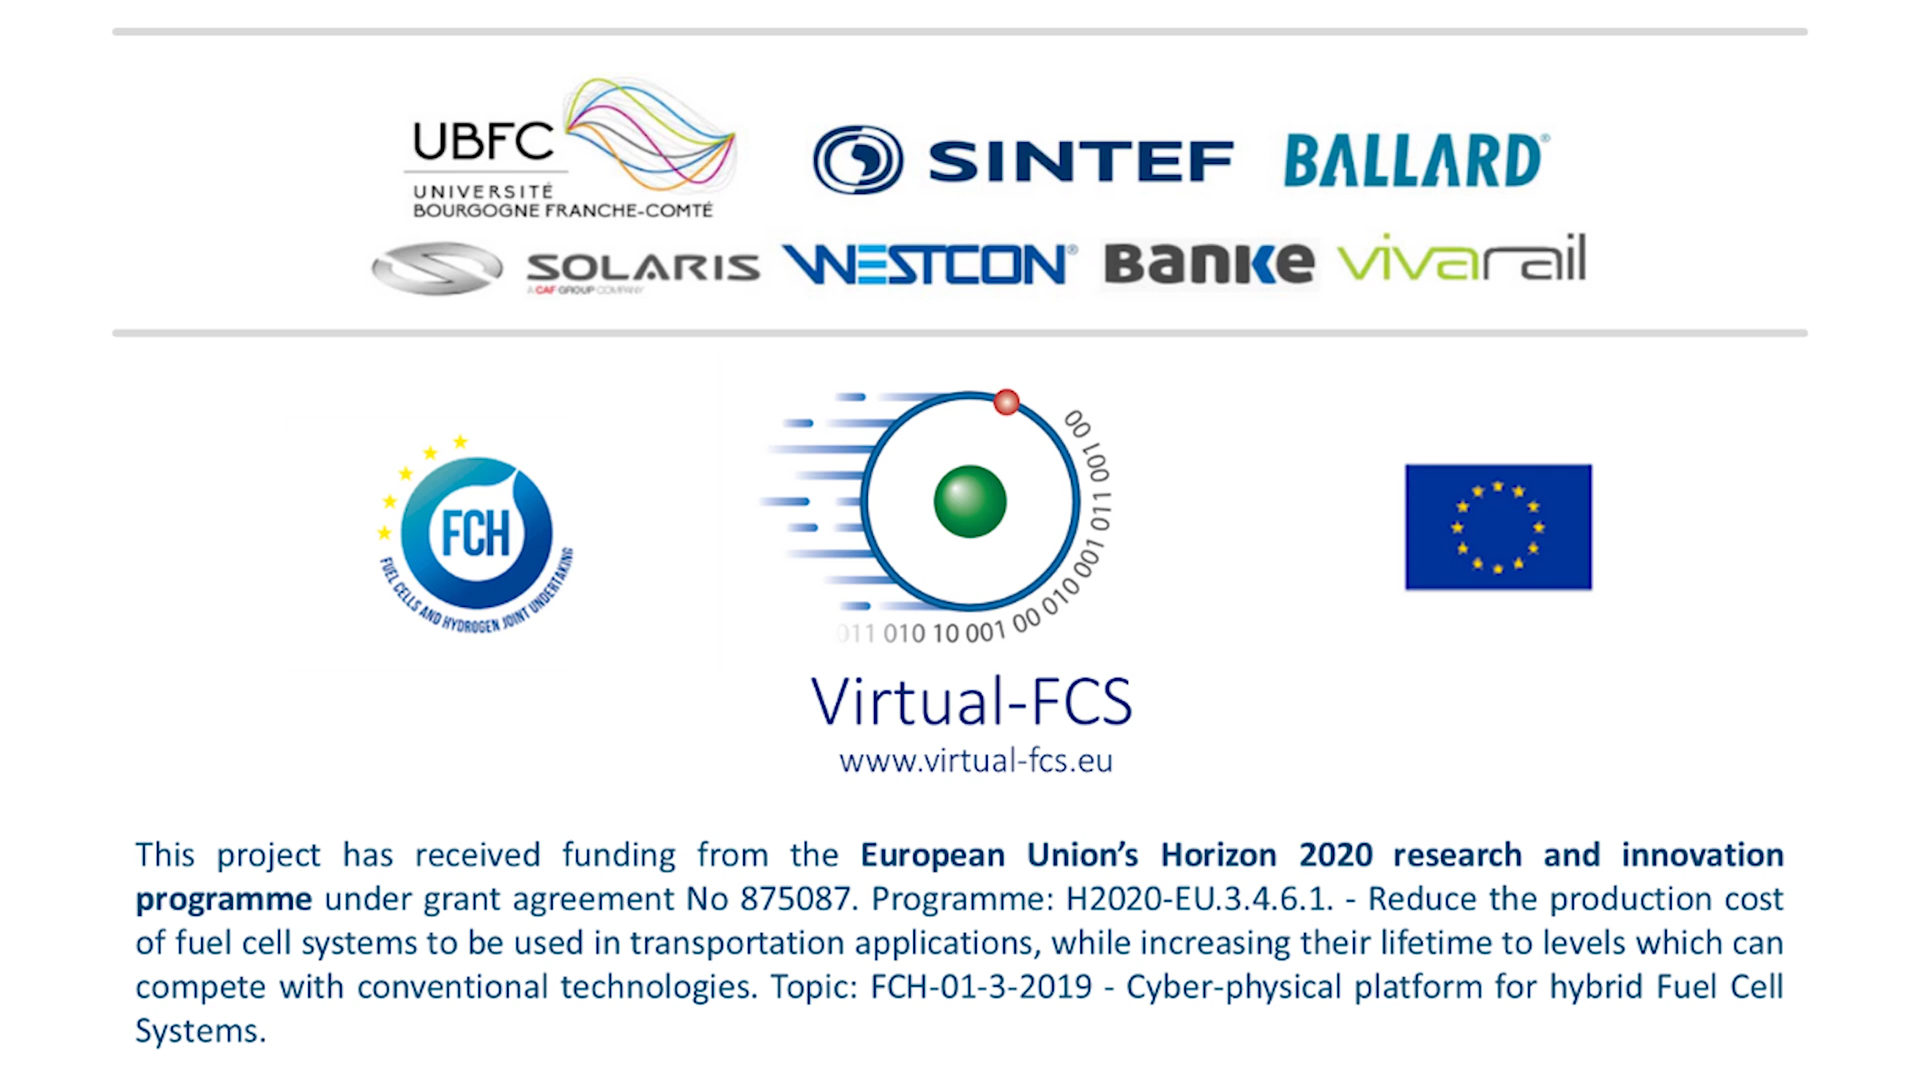 UBFC
UNIVERSITÉ
BOURGOGNE FRANCHE-COMTÉ
SINTEF
BALLARD®
SOLARIS
A CAF GROUP COMPANY
WESTCON®
BANKE
vivarail
FCH
FUEL CELLS AND HYDROGEN JOINT UNDERTAKING
011 010 10 001 00 010 001 011 001 00
Virtual-FCS
www.virtual-fcs.eu
This project has received funding from the European Union’s Horizon 2020 research and innovation
programme under grant agreement No 875087. Programme: H2020-EU.3.4.6.1. - Reduce the production cost
of fuel cell systems to be used in transportation applications, while increasing their lifetime to levels which can
compete with conventional technologies. Topic: FCH-01-3-2019 - Cyber-physical platform for hybrid Fuel Cell
Systems.